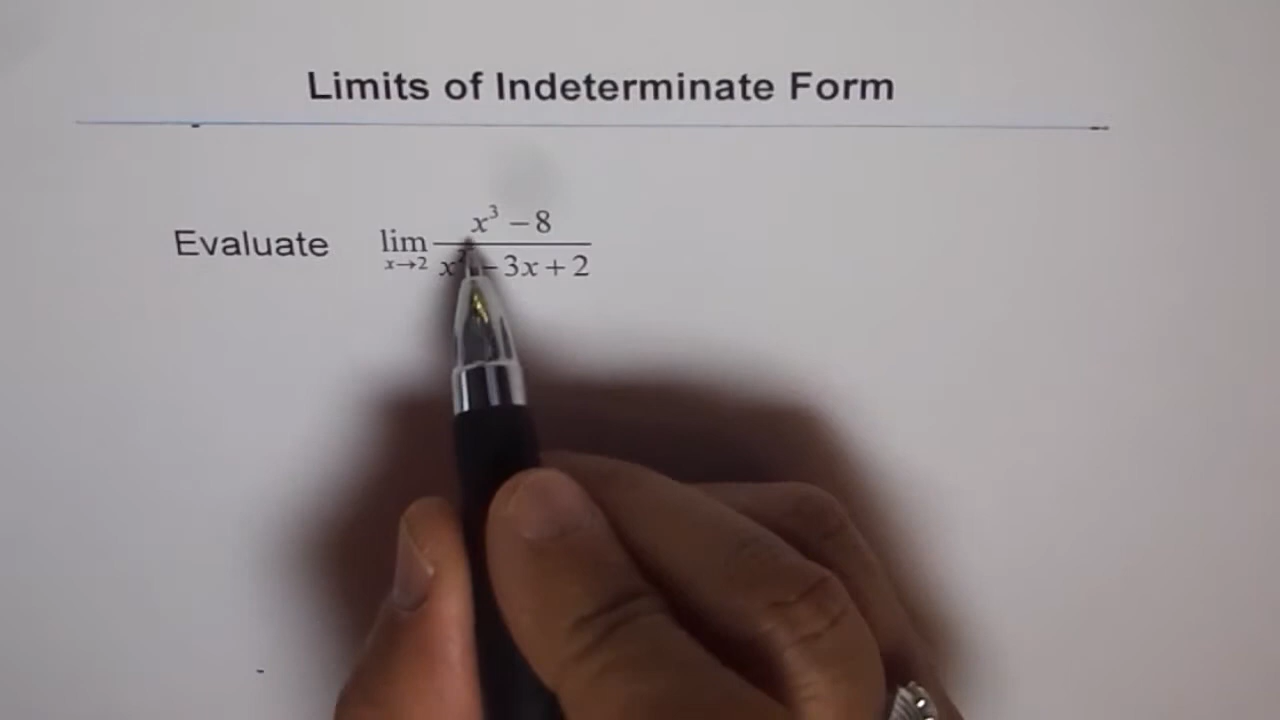 Limits of Indeterminate Form
Evaluate lim x→2 x³ − 8 / x² − 3x + 2